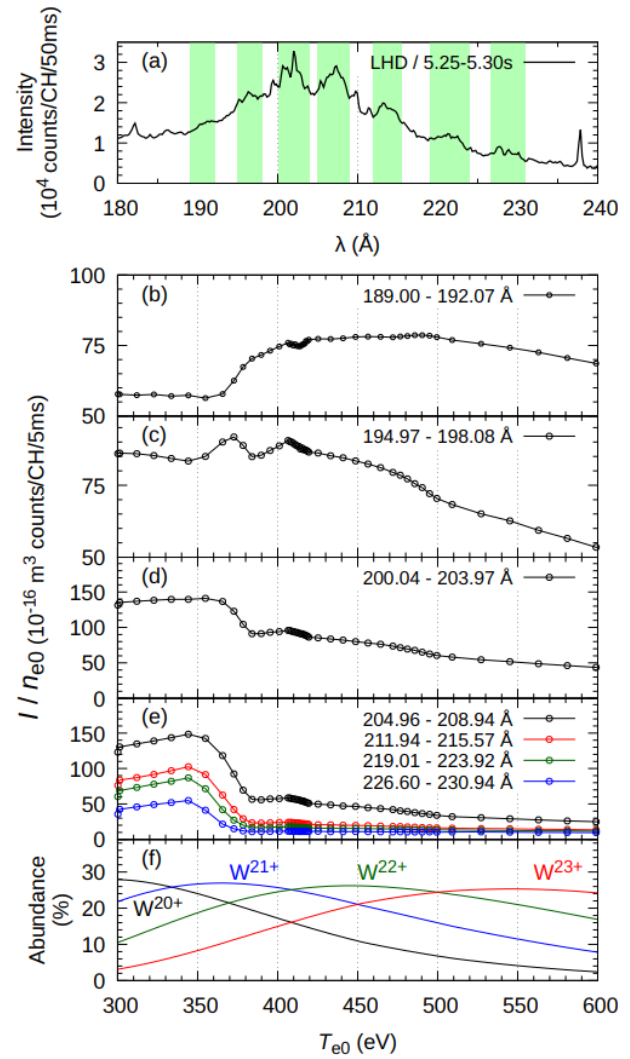 (a)
LHD / 5.25-5.30s
Intensity
(10⁴ counts/CH/50ms)
3
2
1
0
180 190 200 210 220 230 240
λ (Å)
I / nₑ₀ (10⁻¹⁶ m³ counts/CH/5ms)
100
(b)
189.00 - 192.07 Å
75
50
(c)
194.97 - 198.08 Å
75
50
(d)
200.04 - 203.97 Å
150
100
50
0
(e)
204.96 - 208.94 Å
211.94 - 215.57 Å
219.01 - 223.92 Å
226.60 - 230.94 Å
150
100
50
0
(f)
W²⁰⁺
W²¹⁺
W²²⁺
W²³⁺
Abundance
(%)
30
20
10
0
300 350 400 450 500 550 600
Tₑ₀ (eV)